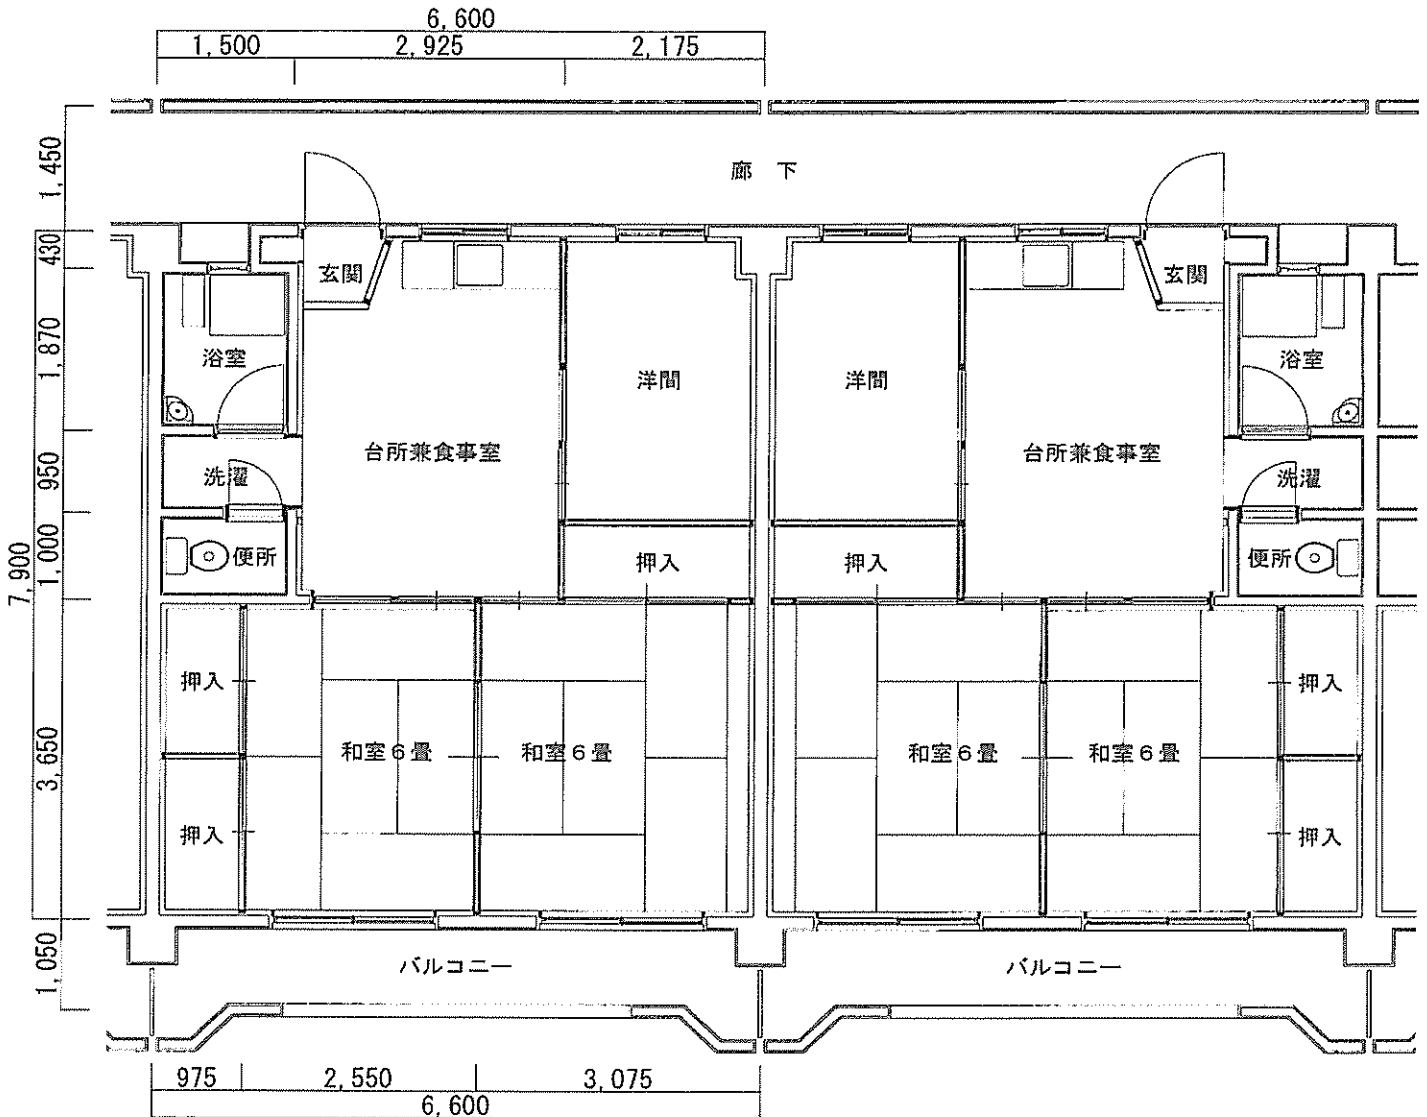 6,600
1,500 2,925 2,175
1,450
廊 下
430
玄関
玄関
1,870
浴室
洋間
洋間
浴室
台所兼食事室
台所兼食事室
950
洗濯
洗濯
7,900
1,000
便所
押入
押入
便所
押入
押入
3,650
和室6畳
和室6畳
和室6畳
和室6畳
押入
押入
1,050
バルコニー
バルコニー
975 2,550 3,075
6,600